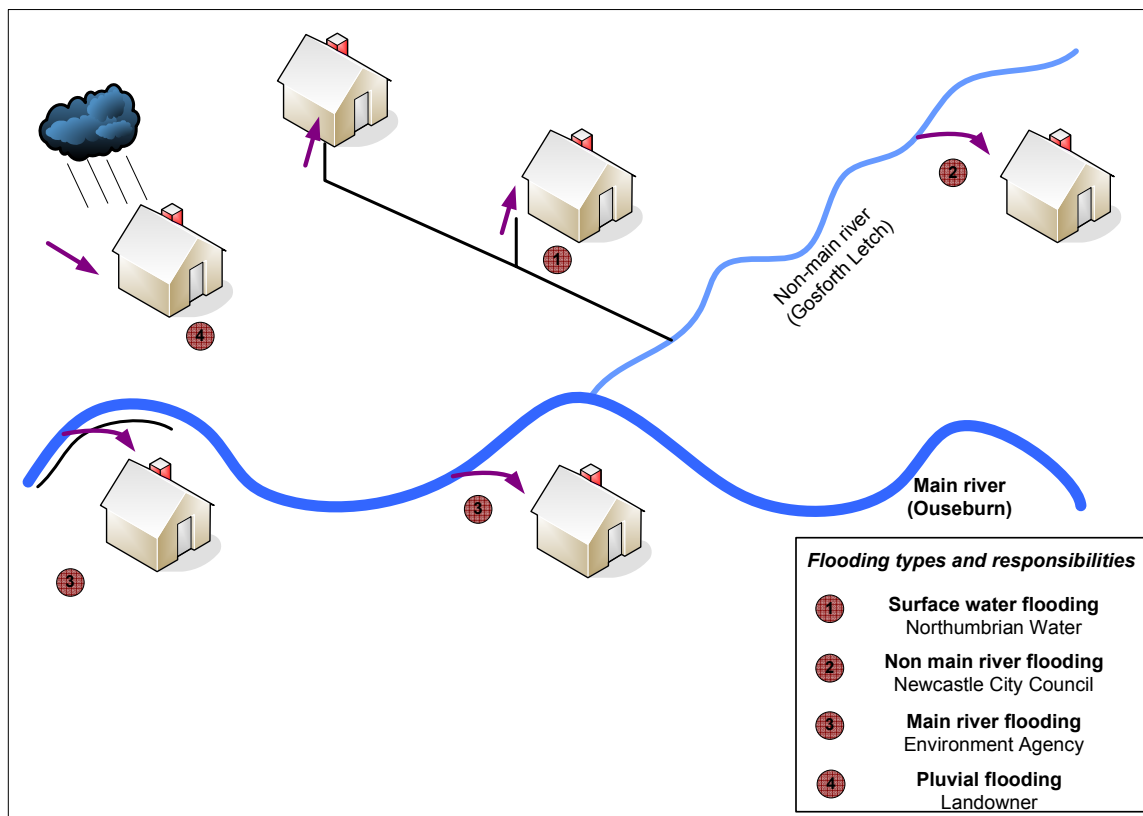 2
1
Non-main river
(Gosforth Letch)
4
Main river
(Ouseburn)
3
3
Flooding types and responsibilities
1
Surface water flooding
Northumbrian Water
2
Non main river flooding
Newcastle City Council
3
Main river flooding
Environment Agency
4
Pluvial flooding
Landowner